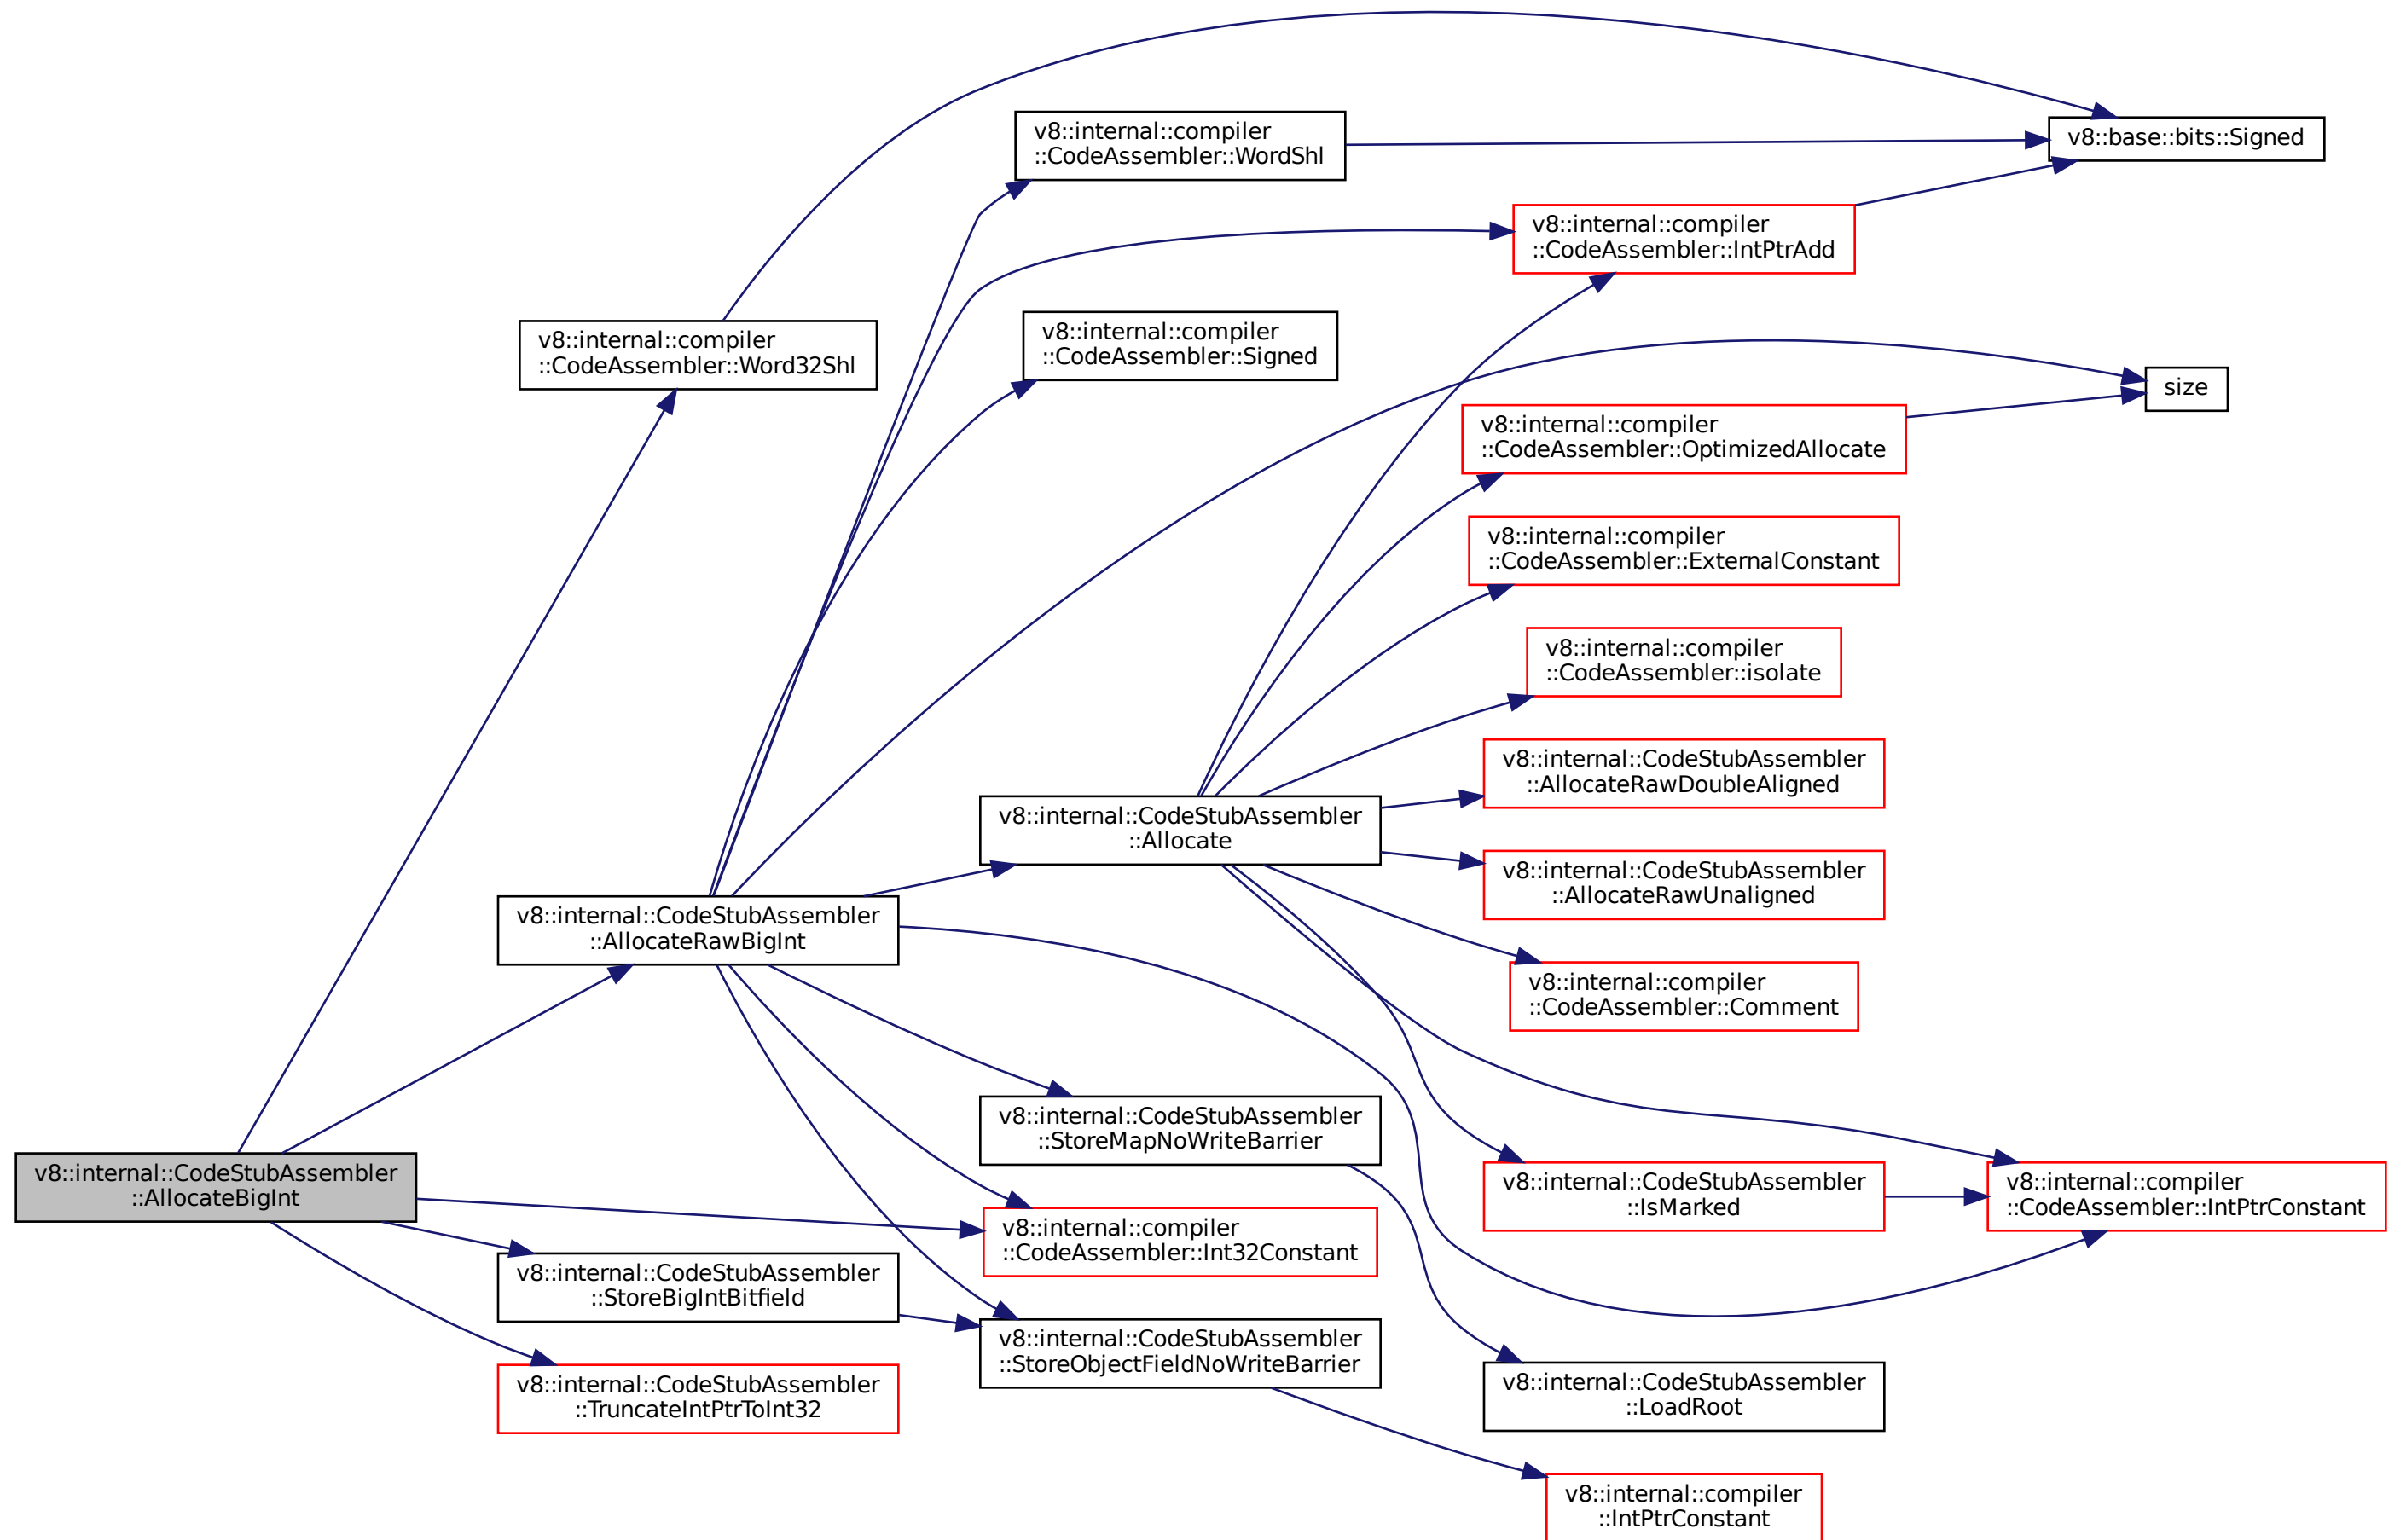 v8::internal::CodeStubAssembler
::AllocateBigInt
v8::internal::compiler
::CodeAssembler::Word32Shl
v8::internal::CodeStubAssembler
::AllocateRawBigInt
v8::internal::CodeStubAssembler
::StoreBigIntBitfield
v8::internal::CodeStubAssembler
::TruncateIntPtrToInt32
v8::internal::compiler
::CodeAssembler::WordShl
v8::internal::compiler
::CodeAssembler::Signed
v8::internal::CodeStubAssembler
::Allocate
v8::internal::CodeStubAssembler
::StoreMapNoWriteBarrier
v8::internal::compiler
::CodeAssembler::Int32Constant
v8::internal::CodeStubAssembler
::StoreObjectFieldNoWriteBarrier
v8::internal::compiler
::CodeAssembler::IntPtrAdd
v8::internal::compiler
::CodeAssembler::OptimizedAllocate
v8::internal::compiler
::CodeAssembler::ExternalConstant
v8::internal::compiler
::CodeAssembler::isolate
v8::internal::CodeStubAssembler
::AllocateRawDoubleAligned
v8::internal::CodeStubAssembler
::AllocateRawUnaligned
v8::internal::compiler
::CodeAssembler::Comment
v8::internal::CodeStubAssembler
::IsMarked
v8::internal::CodeStubAssembler
::LoadRoot
v8::internal::compiler
::IntPtrConstant
v8::base::bits::Signed
size
v8::internal::compiler
::CodeAssembler::IntPtrConstant